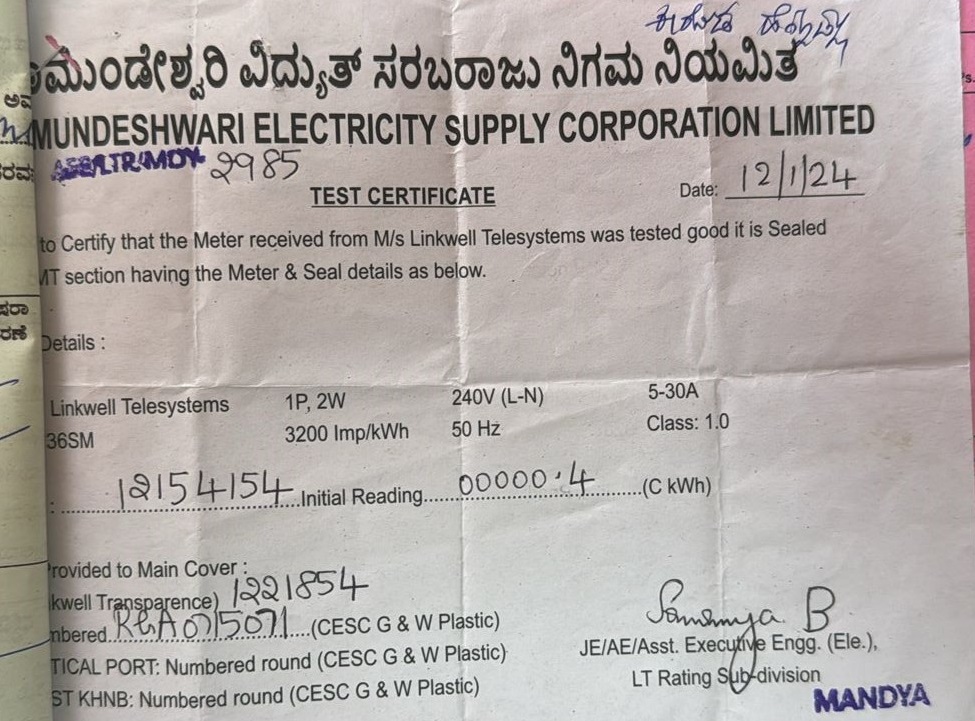 ಮುಂಡೇಶ್ವರಿ ವಿದ್ಯುತ್ ಸರಬರಾಜು ನಿಗಮ ನಿಯಮಿತ
MUNDESHWARI ELECTRICITY SUPPLY CORPORATION LIMITED
LTR/MDY- 2985
TEST CERTIFICATE
Date: 12/1/24
to Certify that the Meter received from M/s Linkwell Telesystems was tested good it is Sealed
MT section having the Meter & Seal details as below.
Details :
Linkwell Telesystems 1P, 2W 240V (L-N) 5-30A
36SM 3200 Imp/kWh 50 Hz Class: 1.0
: 12154154 Initial Reading 00000.4 (C kWh)
rovided to Main Cover :
kwell Transparence) 1221854
nbered 0715071 (CESC G & W Plastic)
TICAL PORT: Numbered round (CESC G & W Plastic)
ST KHNB: Numbered round (CESC G & W Plastic)
JE/AE/Asst. Executive Engg. (Ele.),
LT Rating Sub-division
MANDYA